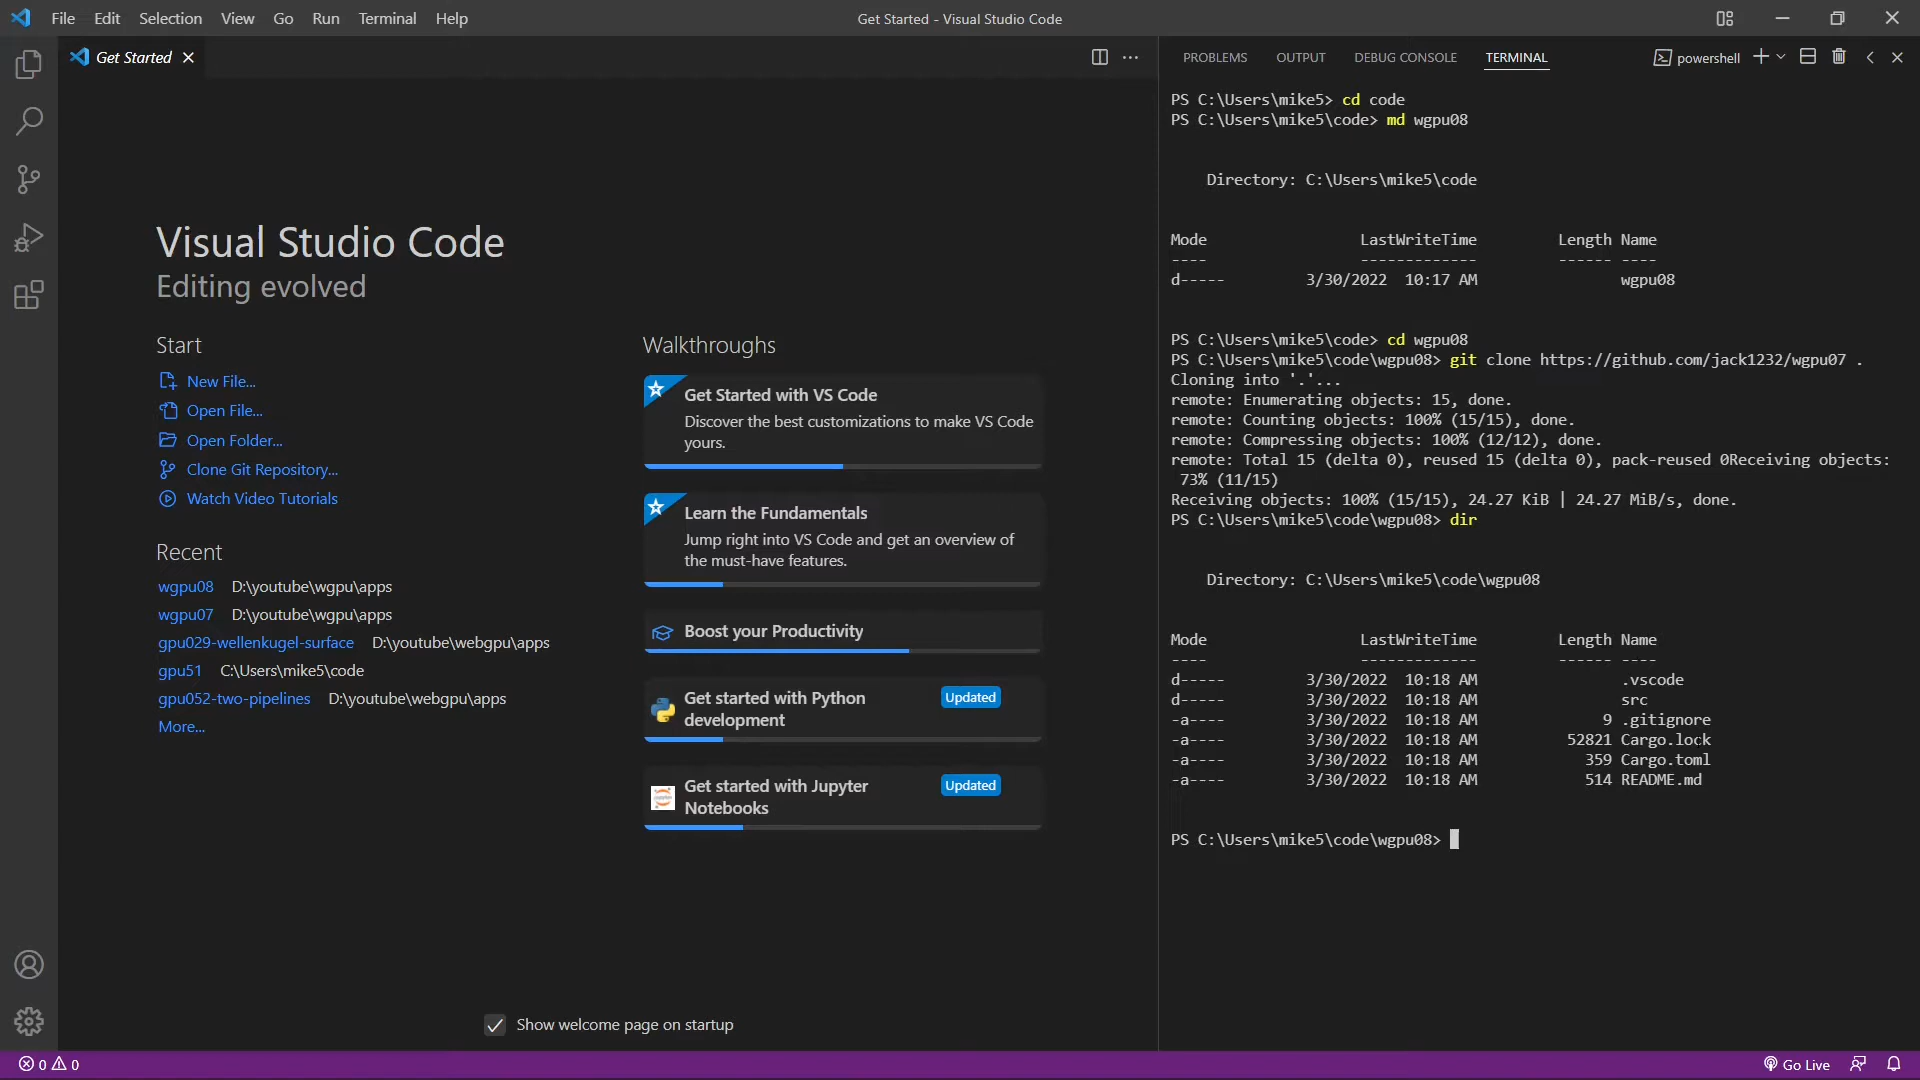 File Edit Selection View Go Run Terminal Help
Get Started - Visual Studio Code
Get Started
PROBLEMS OUTPUT DEBUG CONSOLE TERMINAL
powershell
Visual Studio Code
Editing evolved
Start
New File...
Open File...
Open Folder...
Clone Git Repository...
Watch Video Tutorials
Recent
wgpu08 D:\youtube\wgpu\apps
wgpu07 D:\youtube\wgpu\apps
gpu029-wellenkugel-surface D:\youtube\webgpu\apps
gpu51 C:\Users\mike5\code
gpu052-two-pipelines D:\youtube\webgpu\apps
More...
Walkthroughs
Get Started with VS Code
Discover the best customizations to make VS Code
yours.
Learn the Fundamentals
Jump right into VS Code and get an overview of
the must-have features.
Boost your Productivity
Get started with Python
development
Updated
Get started with Jupyter
Notebooks
Updated
Show welcome page on startup
PS C:\Users\mike5> cd code
PS C:\Users\mike5\code> md wgpu08
Directory: C:\Users\mike5\code
Mode LastWriteTime Length Name
---- ------------- ------ ----
d----- 3/30/2022 10:17 AM wgpu08
PS C:\Users\mike5\code> cd wgpu08
PS C:\Users\mike5\code\wgpu08> git clone https://github.com/jack1232/wgpu07 .
Cloning into '.'...
remote: Enumerating objects: 15, done.
remote: Counting objects: 100% (15/15), done.
remote: Compressing objects: 100% (12/12), done.
remote: Total 15 (delta 0), reused 15 (delta 0), pack-reused 0Receiving objects:
73% (11/15)
Receiving objects: 100% (15/15), 24.27 KiB | 24.27 MiB/s, done.
PS C:\Users\mike5\code\wgpu08> dir
Directory: C:\Users\mike5\code\wgpu08
Mode LastWriteTime Length Name
---- ------------- ------ ----
d----- 3/30/2022 10:18 AM .vscode
d----- 3/30/2022 10:18 AM src
-a---- 3/30/2022 10:18 AM 9 .gitignore
-a---- 3/30/2022 10:18 AM 52821 Cargo.lock
-a---- 3/30/2022 10:18 AM 359 Cargo.toml
-a---- 3/30/2022 10:18 AM 514 README.md
PS C:\Users\mike5\code\wgpu08>
0 0
Go Live